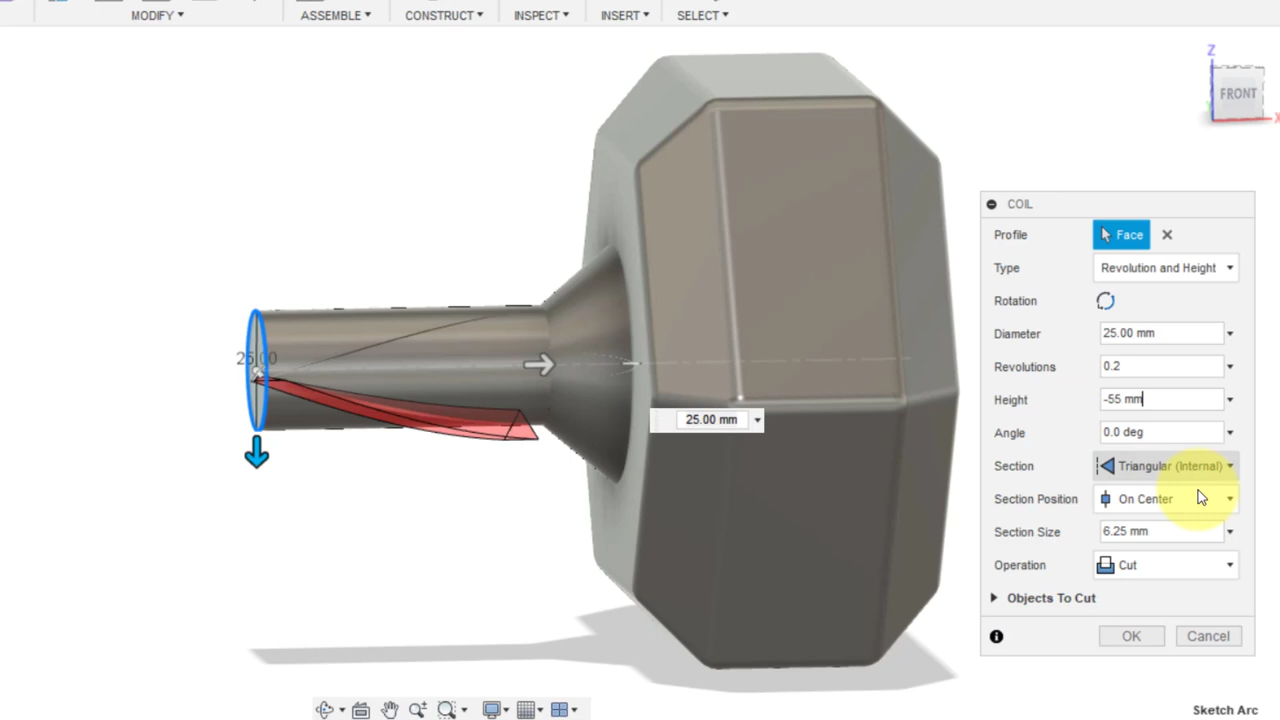 MODIFY ASSEMBLE CONSTRUCT INSPECT INSERT SELECT
Z
FRONT
X
COIL
Profile Face
Type Revolution and Height
Rotation
Diameter 25.00 mm
Revolutions 0.2
Height -55 mm
Angle 0.0 deg
Section Triangular (Internal)
Section Position On Center
Section Size 6.25 mm
Operation Cut
Objects To Cut
OK Cancel
25.00
25.00 mm
Sketch Arc